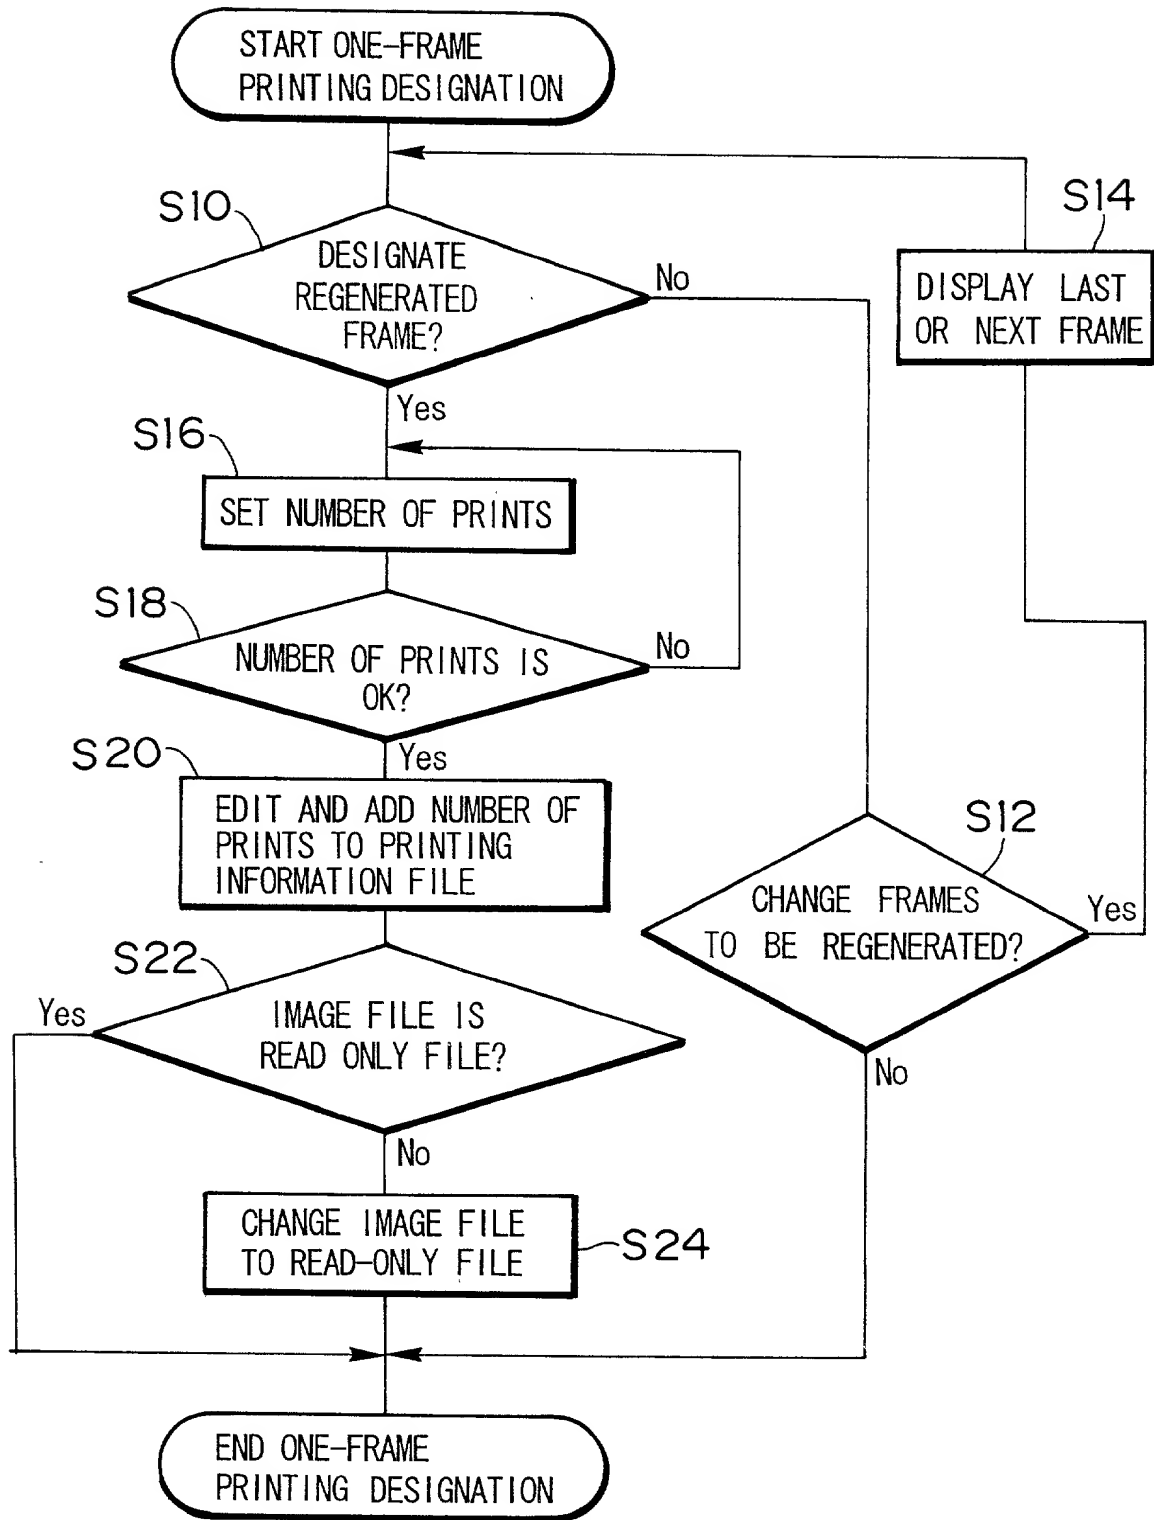 START ONE-FRAME
PRINTING DESIGNATION
S10
DESIGNATE
REGENERATED
FRAME?
No
Yes
S14
DISPLAY LAST
OR NEXT FRAME
S16
SET NUMBER OF PRINTS
S18
NUMBER OF PRINTS IS
OK?
No
Yes
S20
EDIT AND ADD NUMBER OF
PRINTS TO PRINTING
INFORMATION FILE
S12
CHANGE FRAMES
TO BE REGENERATED?
Yes
No
S22
IMAGE FILE IS
READ ONLY FILE?
Yes
No
CHANGE IMAGE FILE
TO READ-ONLY FILE
S24
END ONE-FRAME
PRINTING DESIGNATION